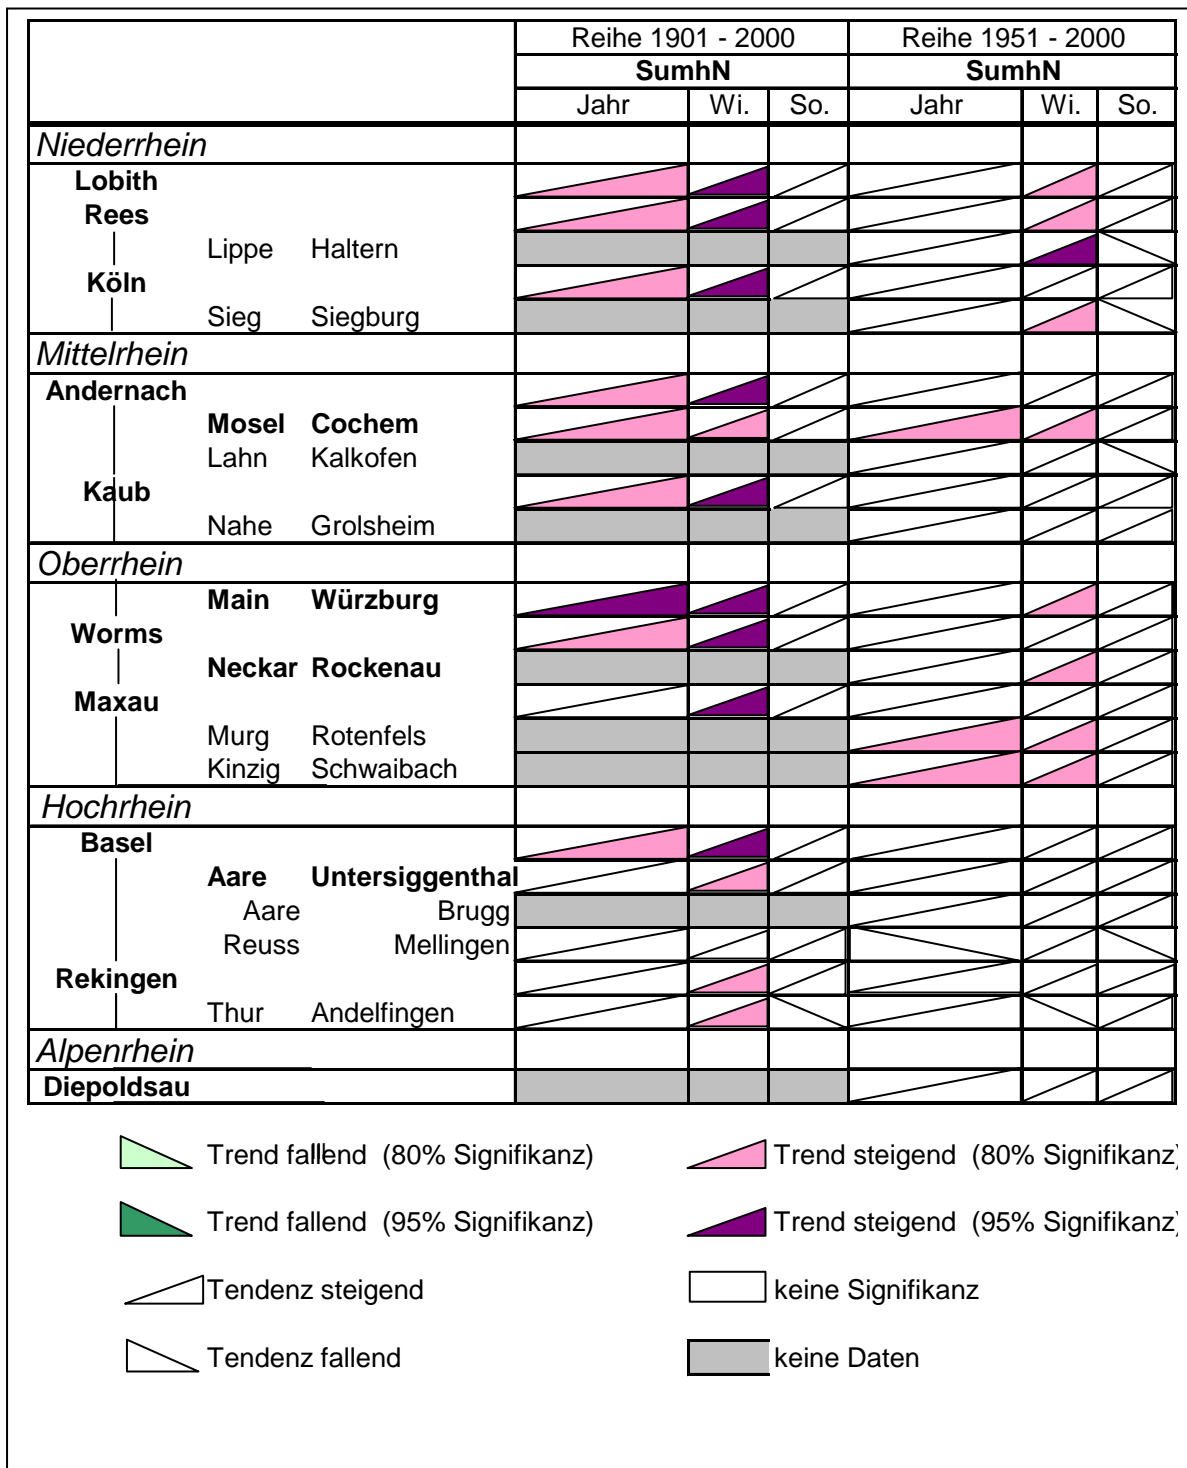 Reihe 1901 - 2000 Reihe 1951 - 2000
SumhN SumhN
Jahr Wi. So. Jahr Wi. So.
Niederrhein
Lobith
Rees
Lippe Haltern
Köln
Sieg Siegburg
Mittelrhein
Andernach
Mosel Cochem
Lahn Kalkofen
Kaub
Nahe Grolsheim
Oberrhein
Main Würzburg
Worms
Neckar Rockenau
Maxau
Murg Rotenfels
Kinzig Schwaibach
Hochrhein
Basel
Aare Untersiggenthal
Aare Brugg
Reuss Mellingen
Rekingen
Thur Andelfingen
Alpenrhein
Diepoldsau
Trend fallend (80% Signifikanz) Trend steigend (80% Signifikanz)
Trend fallend (95% Signifikanz) Trend steigend (95% Signifikanz)
Tendenz steigend keine Signifikanz
Tendenz fallend keine Daten